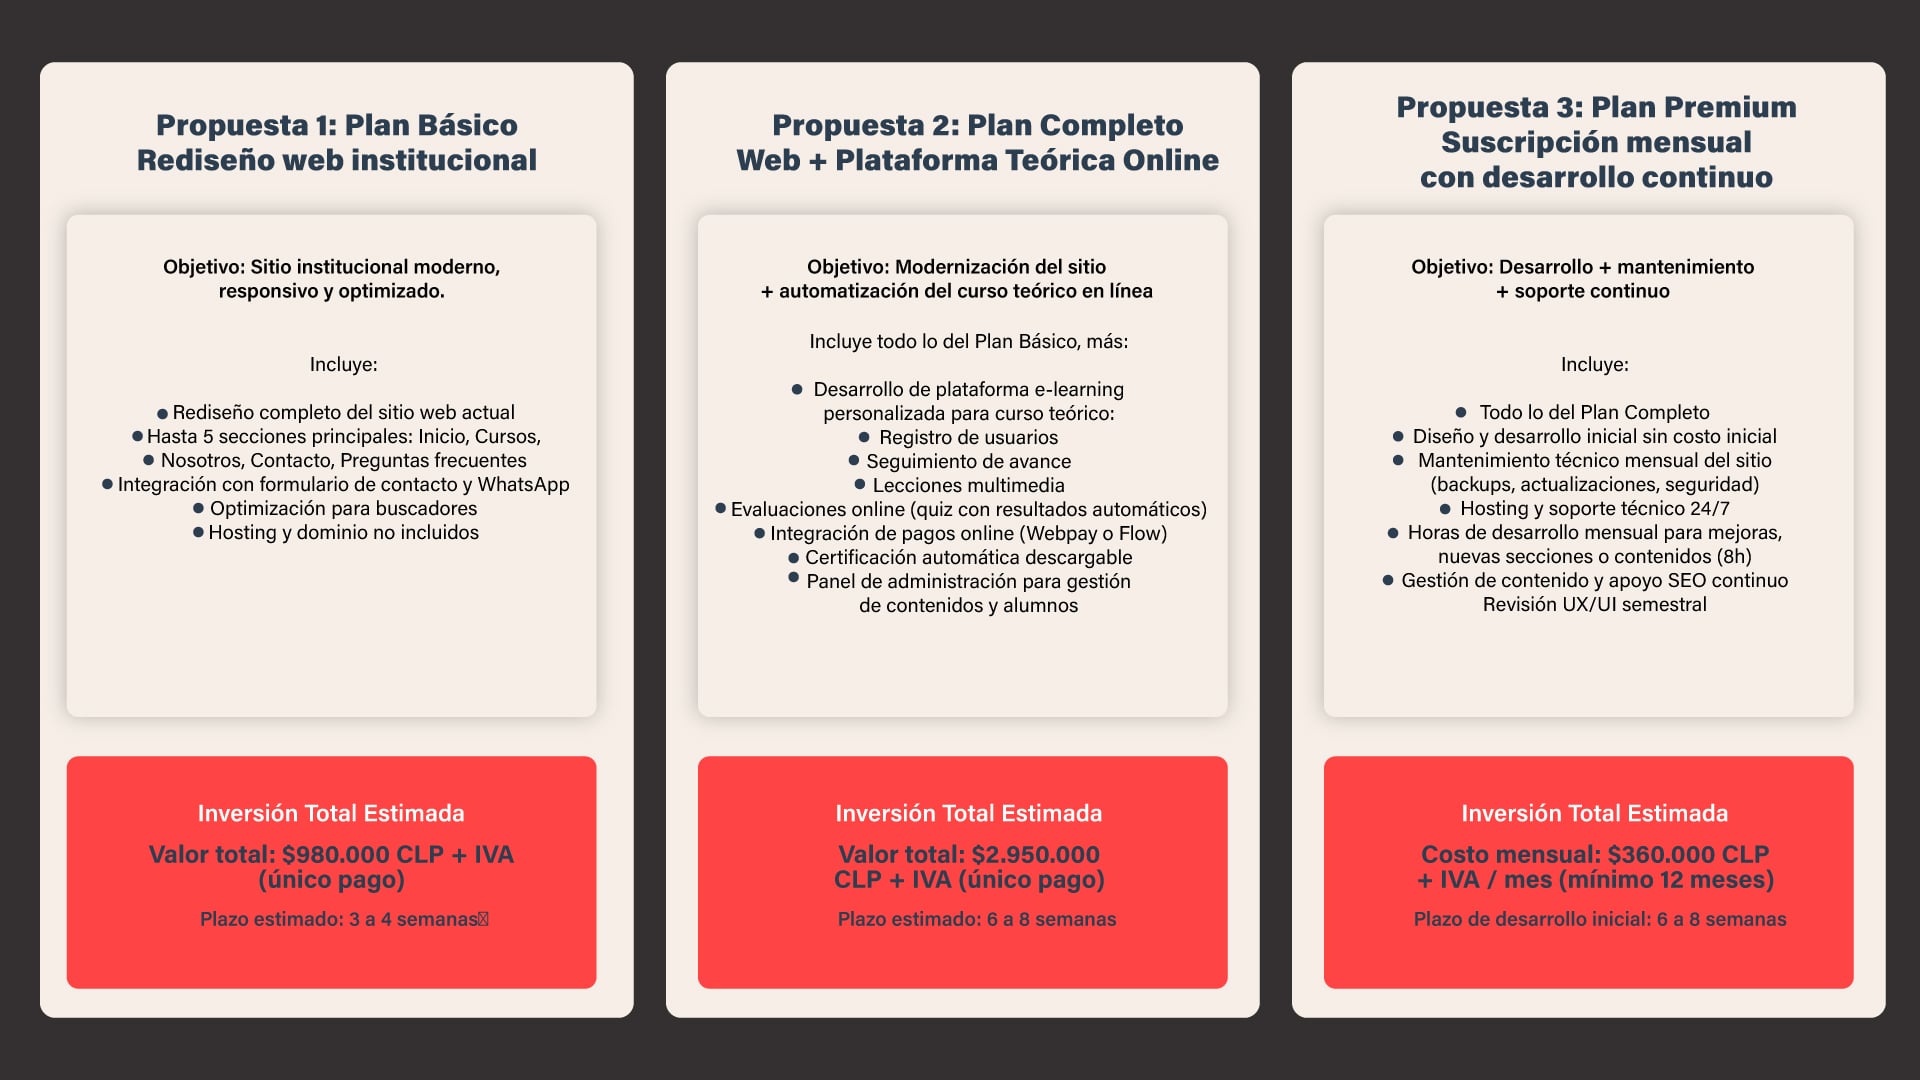 Propuesta 1: Plan Básico
Rediseño web institucional
Objetivo: Sitio institucional moderno,
responsivo y optimizado.
Incluye:
● Rediseño completo del sitio web actual
● Hasta 5 secciones principales: Inicio, Cursos,
● Nosotros, Contacto, Preguntas frecuentes
● Integración con formulario de contacto y WhatsApp
● Optimización para buscadores
● Hosting y dominio no incluidos
Inversión Total Estimada
Valor total: $980.000 CLP + IVA
(único pago)
Plazo estimado: 3 a 4 semanas
Propuesta 2: Plan Completo
Web + Plataforma Teórica Online
Objetivo: Modernización del sitio
+ automatización del curso teórico en línea
Incluye todo lo del Plan Básico, más:
● Desarrollo de plataforma e-learning
personalizada para curso teórico:
● Registro de usuarios
● Seguimiento de avance
● Lecciones multimedia
● Evaluaciones online (quiz con resultados automáticos)
● Integración de pagos online (Webpay o Flow)
● Certificación automática descargable
● Panel de administración para gestión
de contenidos y alumnos
Inversión Total Estimada
Valor total: $2.950.000
CLP + IVA (único pago)
Plazo estimado: 6 a 8 semanas
Propuesta 3: Plan Premium
Suscripción mensual
con desarrollo continuo
Objetivo: Desarrollo + mantenimiento
+ soporte continuo
Incluye:
● Todo lo del Plan Completo
● Diseño y desarrollo inicial sin costo inicial
● Mantenimiento técnico mensual del sitio
(backups, actualizaciones, seguridad)
● Hosting y soporte técnico 24/7
● Horas de desarrollo mensual para mejoras,
nuevas secciones o contenidos (8h)
● Gestión de contenido y apoyo SEO continuo
Revisión UX/UI semestral
Inversión Total Estimada
Costo mensual: $360.000 CLP
+ IVA / mes (mínimo 12 meses)
Plazo de desarrollo inicial: 6 a 8 semanas